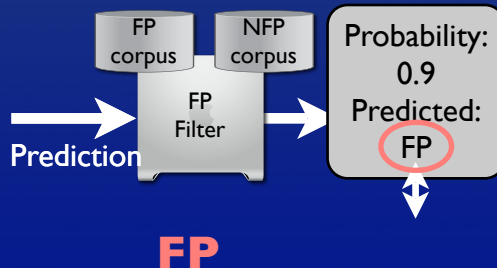 FP
corpus
NFP
corpus
FP
Filter
Prediction
Probability:
0.9
Predicted:
FP
FP